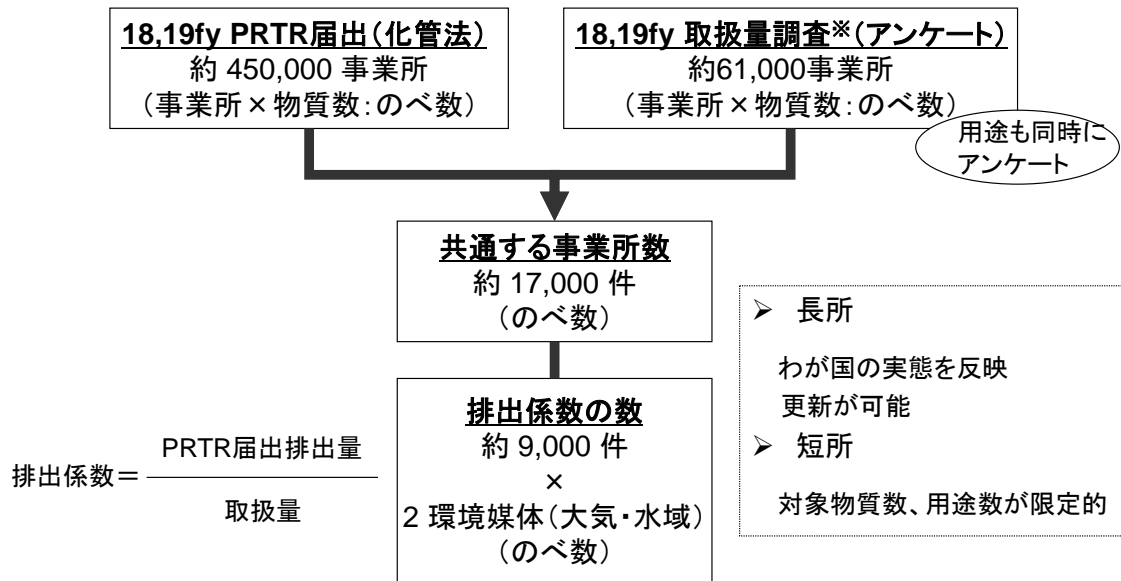 18,19fy PRTR届出（化管法）
約 450,000 事業所
（事業所×物質数：のべ数）
18,19fy 取扱量調査※（アンケート）
約61,000事業所
（事業所×物質数：のべ数）
用途も同時に
アンケート
共通する事業所数
約 17,000 件
（のべ数）
排出係数の数
約 9,000 件
×
2 環境媒体（大気・水域）
（のべ数）
排出係数＝
PRTR届出排出量
取扱量
➢ 長所
わが国の実態を反映
更新が可能
➢ 短所
対象物質数、用途数が限定的